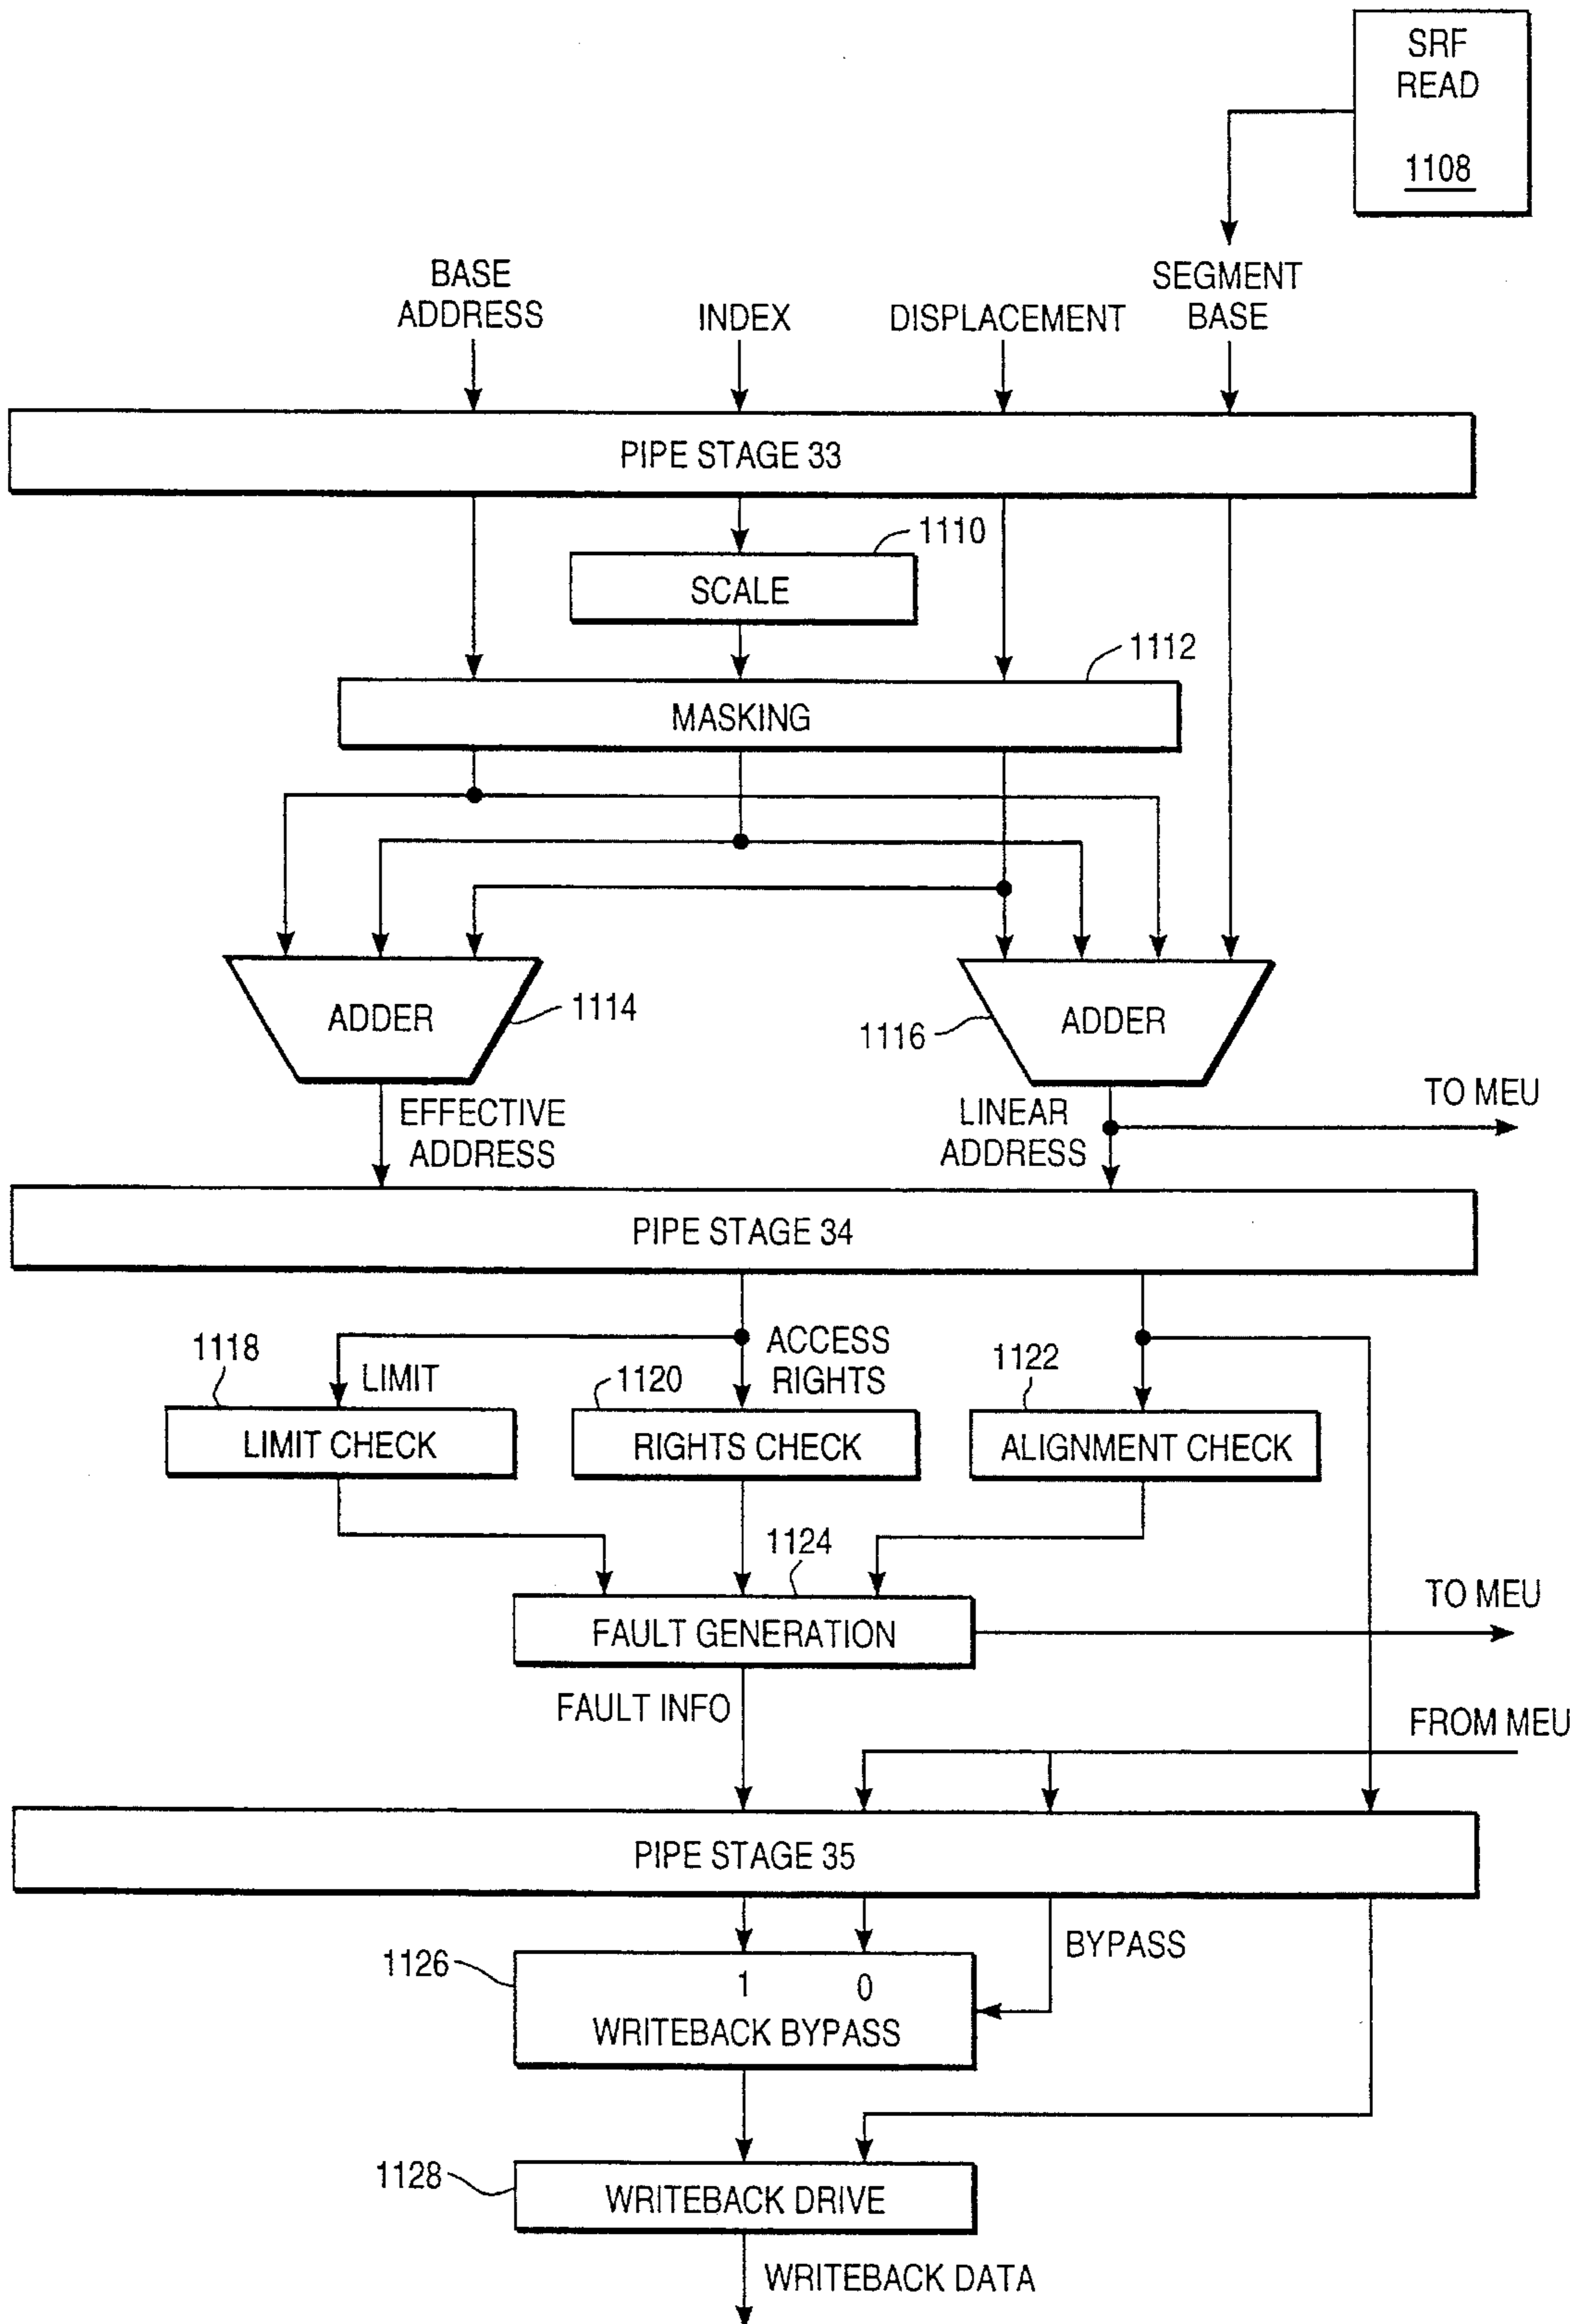 SRF
READ
1108
BASE
ADDRESS
INDEX
DISPLACEMENT
SEGMENT
BASE
PIPE STAGE 33
1110
SCALE
1112
MASKING
ADDER
1114
1116
ADDER
EFFECTIVE
ADDRESS
LINEAR
ADDRESS
TO MEU
PIPE STAGE 34
1118
LIMIT
ACCESS
RIGHTS
1120
1122
LIMIT CHECK
RIGHTS CHECK
ALIGNMENT CHECK
1124
FAULT GENERATION
TO MEU
FAULT INFO
FROM MEU
PIPE STAGE 35
BYPASS
1126
1 0
WRITEBACK BYPASS
1128
WRITEBACK DRIVE
WRITEBACK DATA